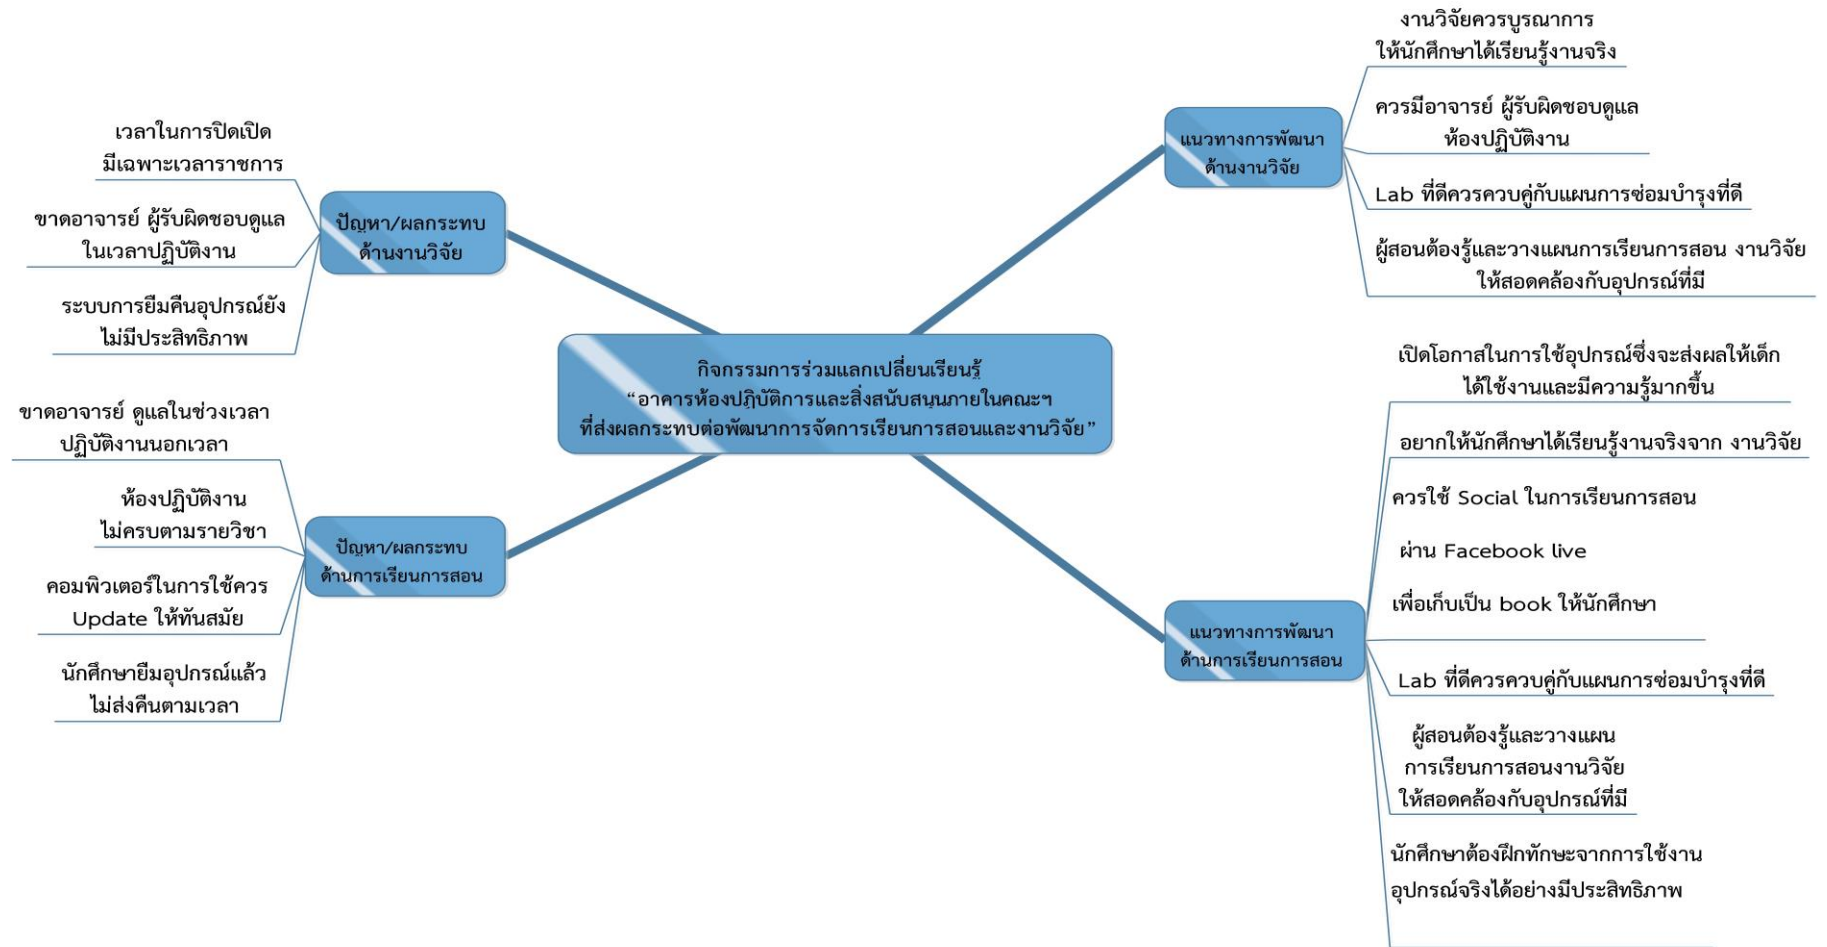 กิจกรรมการร่วมแลกเปลี่ยนเรียนรู้
“อาคารห้องปฏิบัติการและสิ่งสนับสนุนภายในคณะฯ
ที่ส่งผลกระทบต่อพัฒนาการจัดการเรียนการสอนและงานวิจัย”
ปัญหา/ผลกระทบ
ด้านงานวิจัย
เวลาในการปิดเปิด
มีเฉพาะเวลาราชการ
ขาดอาจารย์ ผู้รับผิดชอบดูแล
ในเวลาปฏิบัติงาน
ระบบการยืมคืนอุปกรณ์ยัง
ไม่มีประสิทธิภาพ
ปัญหา/ผลกระทบ
ด้านการเรียนการสอน
ขาดอาจารย์ ดูแลในช่วงเวลา
ปฏิบัติงานนอกเวลา
ห้องปฏิบัติงาน
ไม่ครบตามรายวิชา
คอมพิวเตอร์ในการใช้ควร
Update ให้ทันสมัย
นักศึกษายืมอุปกรณ์แล้ว
ไม่ส่งคืนตามเวลา
แนวทางการพัฒนา
ด้านงานวิจัย
งานวิจัยควรบูรณาการ
ให้นักศึกษาได้เรียนรู้งานจริง
ควรมีอาจารย์ ผู้รับผิดชอบดูแล
ห้องปฏิบัติงาน
Lab ที่ดีควรควบคู่กับแผนการซ่อมบำรุงที่ดี
ผู้สอนต้องรู้และวางแผนการเรียนการสอน งานวิจัย
ให้สอดคล้องกับอุปกรณ์ที่มี
แนวทางการพัฒนา
ด้านการเรียนการสอน
เปิดโอกาสในการใช้อุปกรณ์ซึ่งจะส่งผลให้เด็ก
ได้ใช้งานและมีความรู้มากขึ้น
อยากให้นักศึกษาได้เรียนรู้งานจริงจาก งานวิจัย
ควรใช้ Social ในการเรียนการสอน
ผ่าน Facebook live
เพื่อเก็บเป็น book ให้นักศึกษา
Lab ที่ดีควรควบคู่กับแผนการซ่อมบำรุงที่ดี
ผู้สอนต้องรู้และวางแผน
การเรียนการสอนงานวิจัย
ให้สอดคล้องกับอุปกรณ์ที่มี
นักศึกษาต้องฝึกทักษะจากการใช้งาน
อุปกรณ์จริงได้อย่างมีประสิทธิภาพ